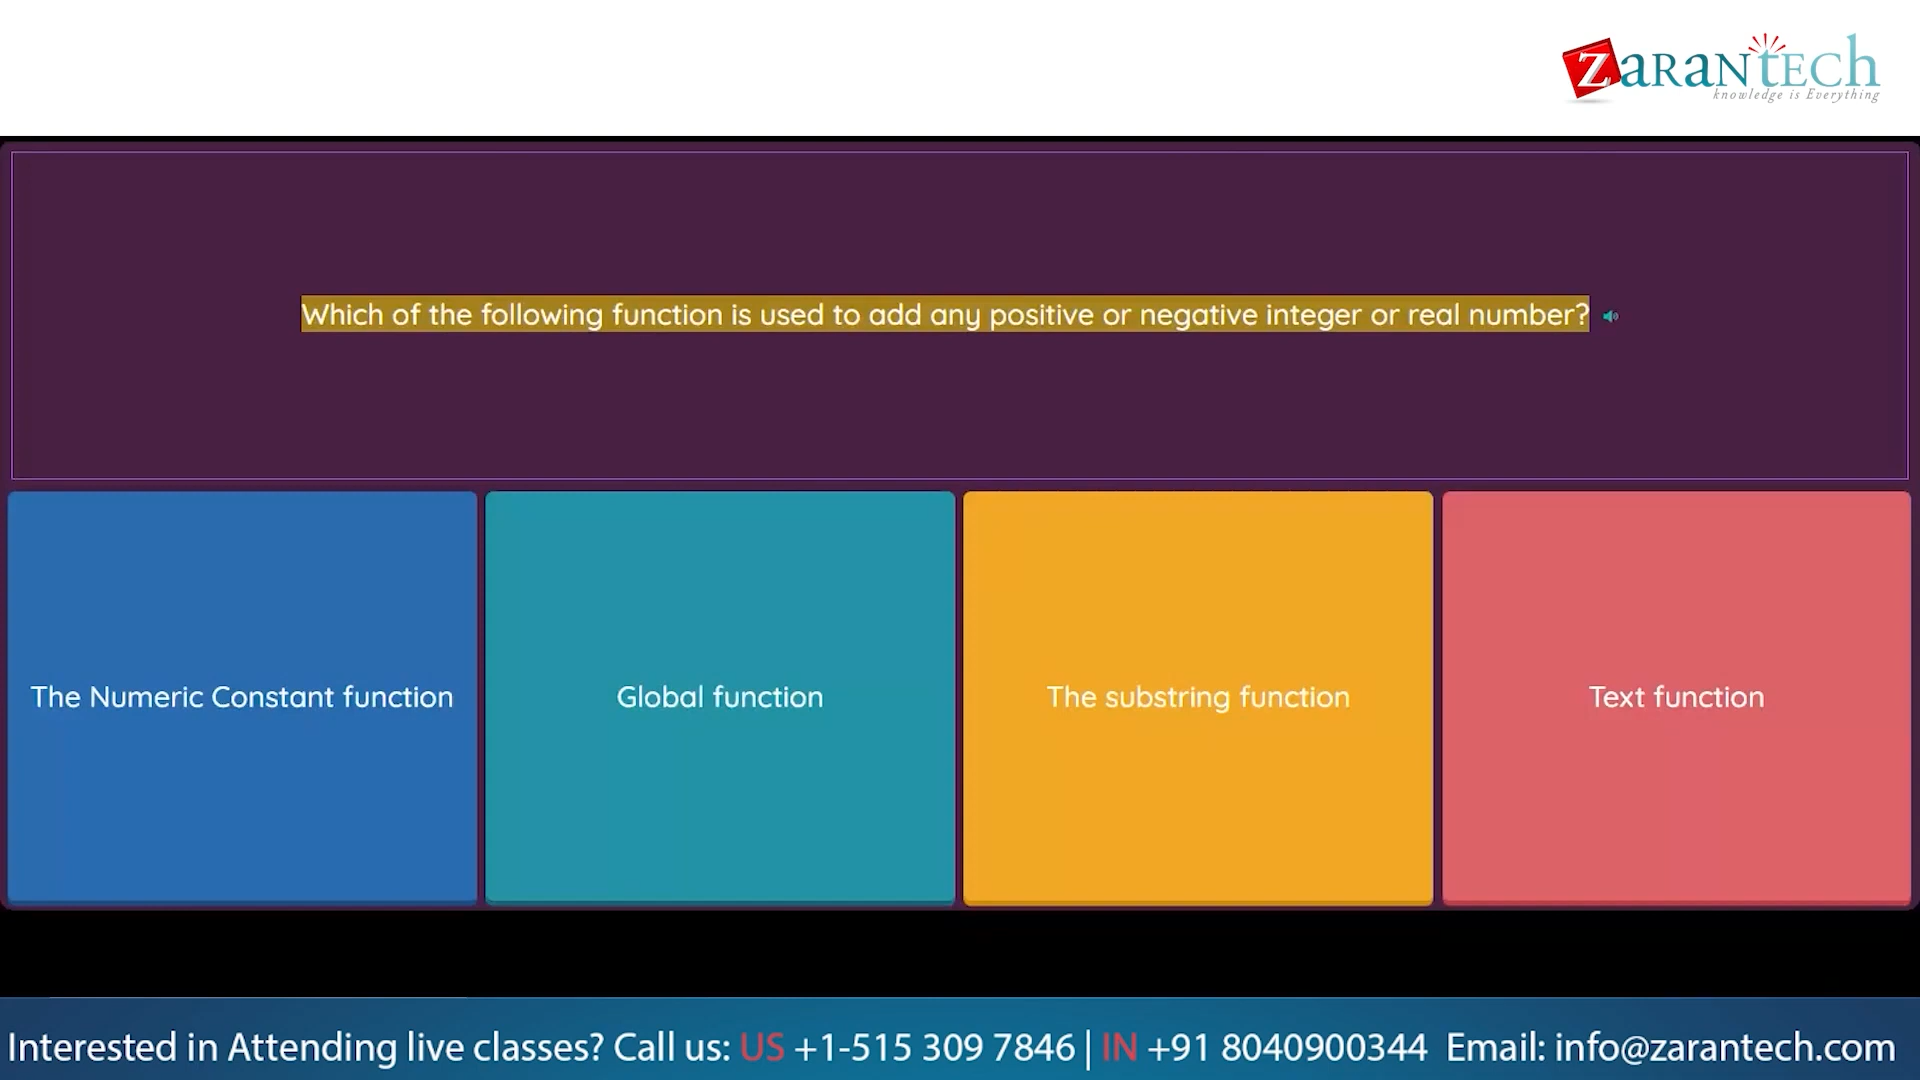 ZARANTECH
knowledge is Everything
Which of the following function is used to add any positive or negative integer or real number?
The Numeric Constant function
Global function
The substring function
Text function
Interested in Attending live classes? Call us: US +1-515 309 7846 | IN +91 8040900344 Email: info@zarantech.com